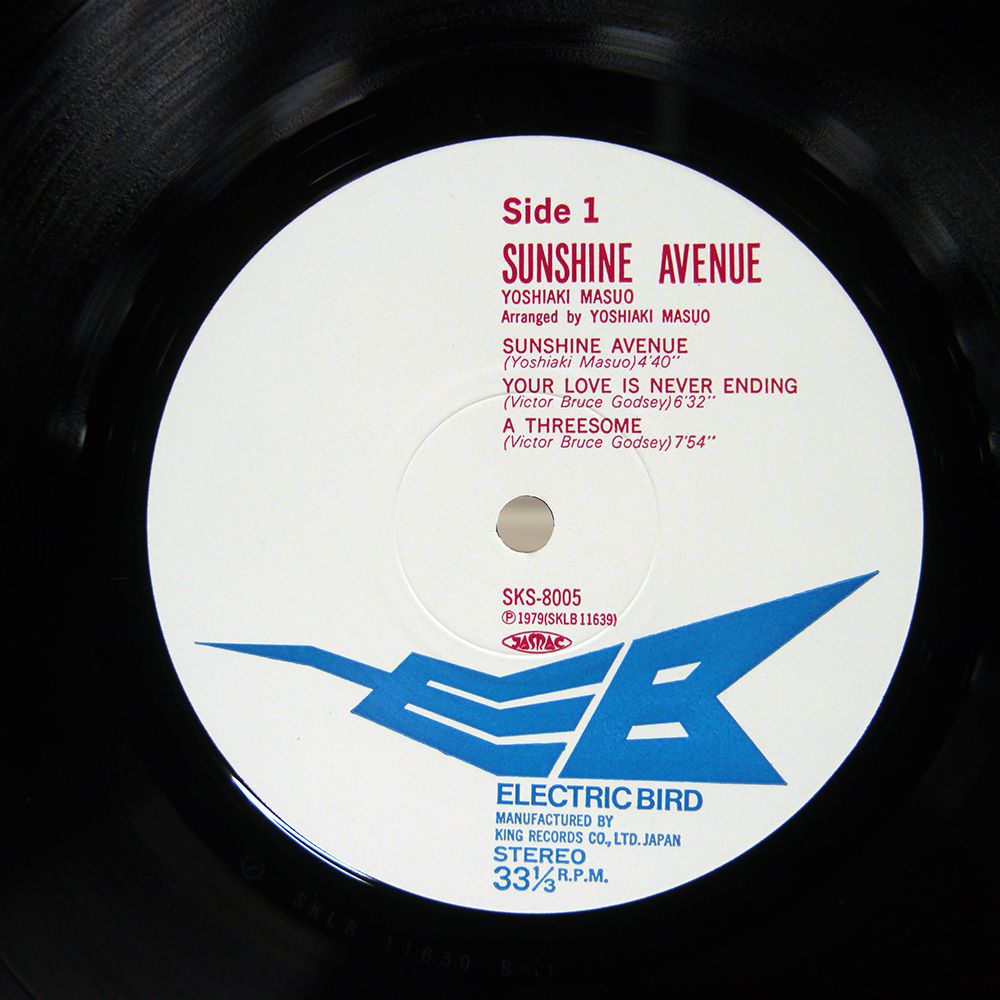 Side 1
SUNSHINE AVENUE
YOSHIAKI MASUO
Arranged by YOSHIAKI MASUO
SUNSHINE AVENUE
(Yoshiaki Masuo)4'40"
YOUR LOVE IS NEVER ENDING
(Victor Bruce Godsey)6'32"
A THREESOME
(Victor Bruce Godsey)7'54"
SKS-8005
Ⓟ1979(SKLB11639)
JASRAC
EB
ELECTRIC BIRD
MANUFACTURED BY
KING RECORDS CO., LTD. JAPAN
STEREO
33⅓ R.P.M.
SKLB 11639